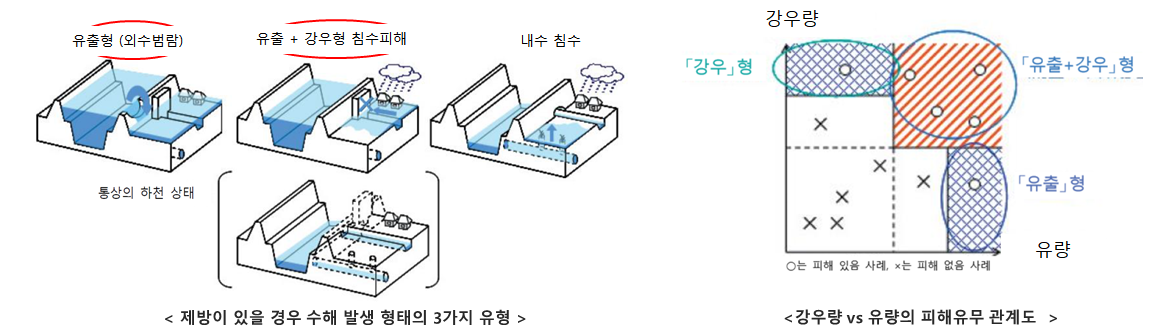 유출형 (외수범람)
유출 + 강우형 침수피해
내수 침수
통상의 하천 상태
< 제방이 있을 경우 수해 발생 형태의 3가지 유형 >
강우량
「강우」형
「유출+강우」형
「유출」형
유량
○는 피해 있음 사례, ×는 피해 없음 사례
<강우량 vs 유량의 피해유무 관계도 >